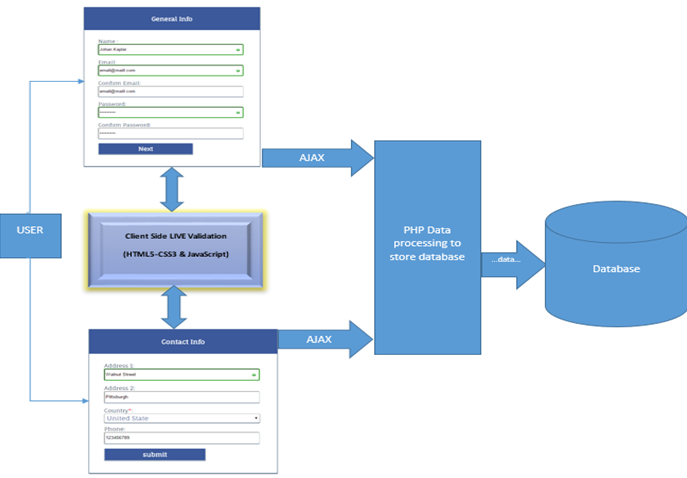 General Info
Name:
Johan Kaplar
Email:
email@mail.com
Confirm Email:
email@mail.com
Password:
Confirm Password:
Next
AJAX
USER
Client Side LIVE Validation
(HTML5-CSS3 & JavaScript)
PHP Data
processing to
store database
...data...
Database
Contact Info
AJAX
Address 1:
Address 2:
Pittsburgh
Country*:
United State
Phone:
123456789
submit